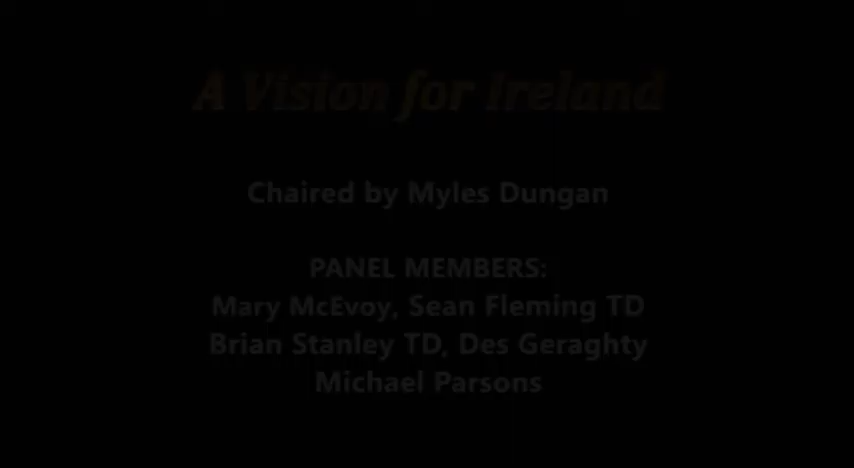 A Vision for Ireland
Chaired by Myles Dungan
PANEL MEMBERS:
Mary McEvoy, Sean Fleming TD
Brian Stanley TD, Des Geraghty
Michael Parsons